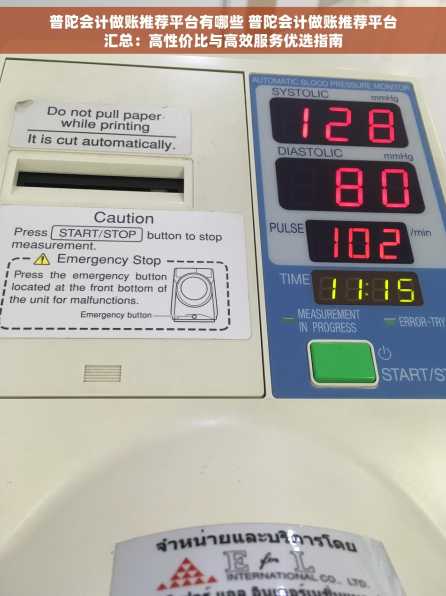 普陀会计做账推荐平台有哪些 普陀会计做账推荐平台
汇总：高性价比与高效服务优选指南
Do not pull paper
while printing
It is cut automatically.
Caution
Press START/STOP button to stop
measurement.
Emergency Stop
Press the emergency button
located at the front bottom of
the unit for malfunctions.
Emergency button
AUTOMATIC BLOOD PRESSURE MONITOR
SYSTOLIC mmHg
128
DIASTOLIC mmHg
80
PULSE 102 /min
TIME 11:15
MEASUREMENT
IN PROGRESS
ERROR-TRY
START/S
จำหน่ายและบริการโดย
E for L
INTERNATIONAL CO., LTD.